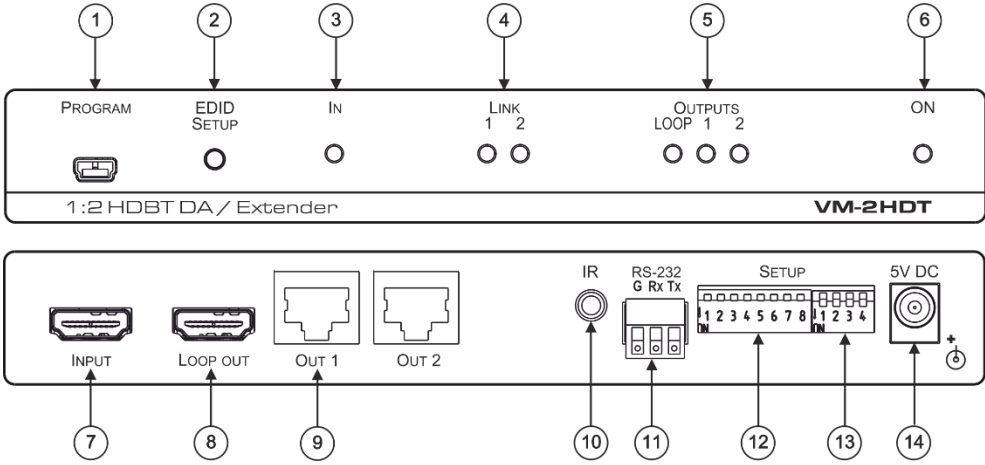 1 2 3 4 5 6
PROGRAM EDID SETUP IN LINK 1 2 OUTPUTS LOOP 1 2 ON
1:2 HDBT DA / Extender VM-2HDT
IR RS-232 G Rx Tx SETUP 5V DC
1 2 3 4 5 6 7 8 ON 1 2 3 4 ON
+
INPUT LOOP OUT OUT 1 OUT 2
7 8 9 10 11 12 13 14